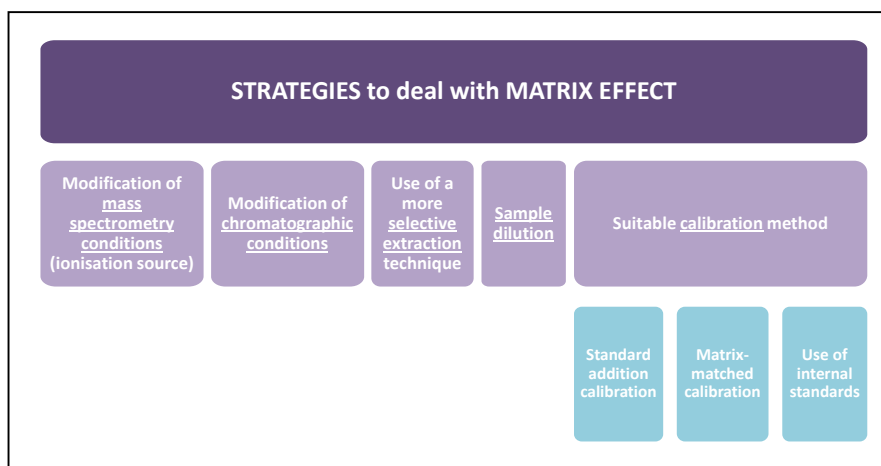 STRATEGIES to deal with MATRIX EFFECT
Modification of
mass
spectrometry
conditions
(ionisation source)
Modification of
chromatographic
conditions
Use of a
more
selective
extraction
technique
Sample
dilution
Suitable calibration method
Standard
addition
calibration
Matrix-
matched
calibration
Use of
internal
standards